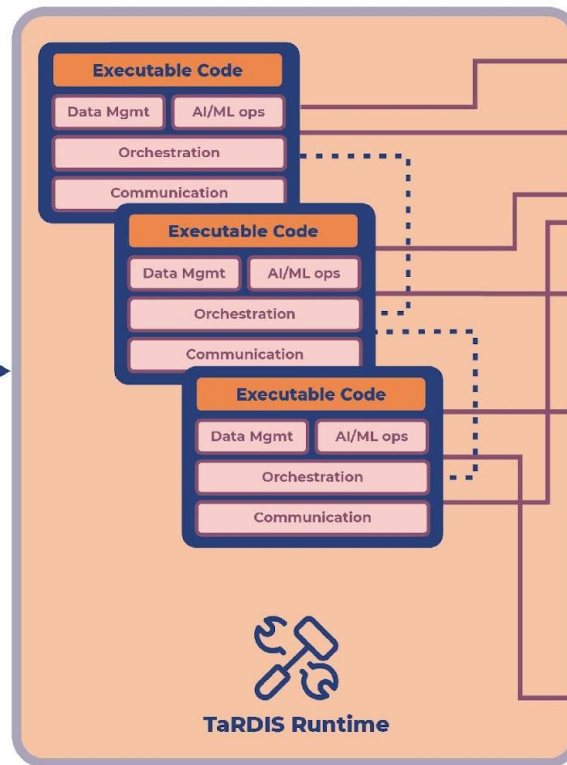 Executable Code
Data Mgmt AI/ML ops
Orchestration
Communication
Executable Code
Data Mgmt AI/ML ops
Orchestration
Communication
Executable Code
Data Mgmt AI/ML ops
Orchestration
Communication
TaRDIS Runtime